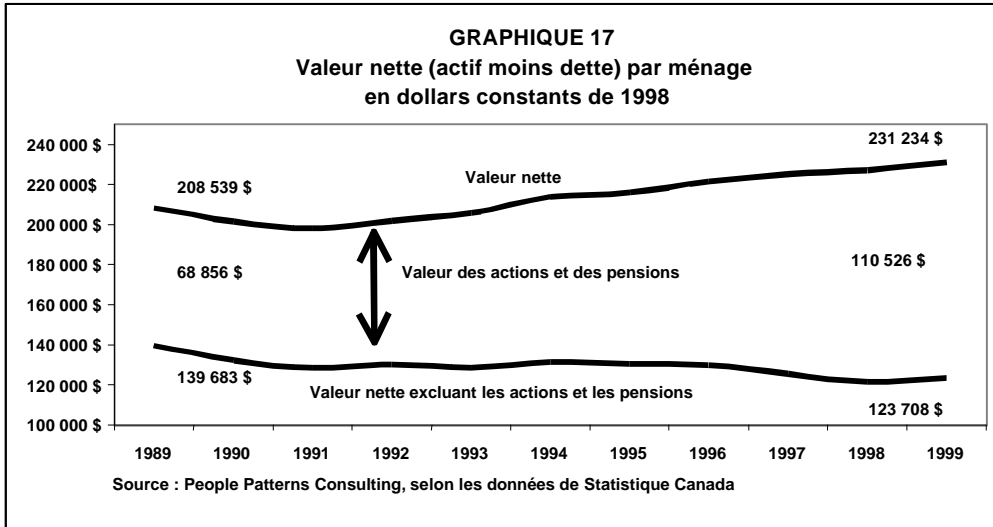 GRAPHIQUE 17
Valeur nette (actif moins dette) par ménage
en dollars constants de 1998
240 000 $
220 000$
200 000 $
180 000 $
160 000 $
140 000 $
120 000 $
100 000 $
231 234 $
208 539 $
Valeur nette
68 856 $
Valeur des actions et des pensions
110 526 $
139 683 $
Valeur nette excluant les actions et les pensions
123 708 $
1989 1990 1991 1992 1993 1994 1995 1996 1997 1998 1999
Source : People Patterns Consulting, selon les données de Statistique Canada